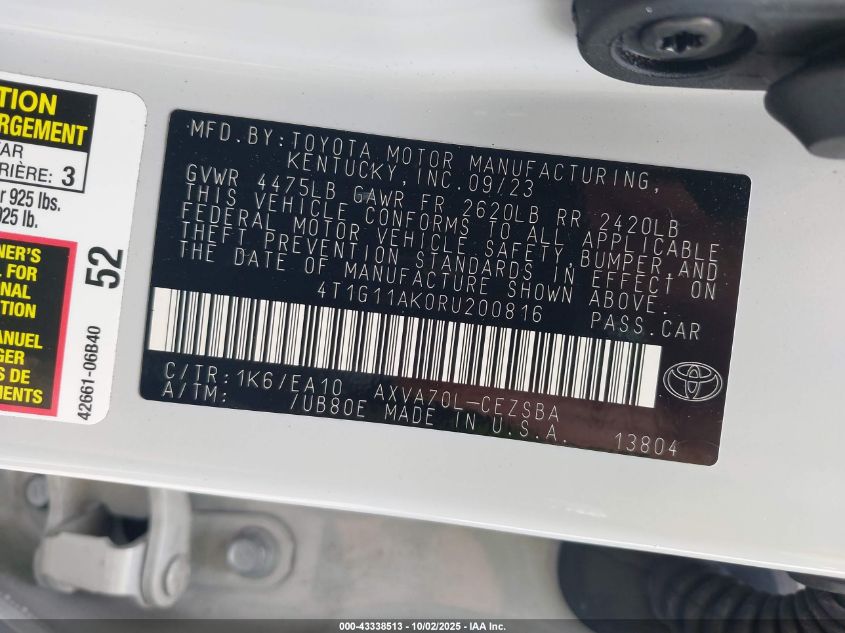 TION
RGEMENT
AR
RIÈRE: 3
r 925 lbs.
925 lb.
NER'S
L FOR
NAL
TION
ANUEL
GER
S DE
ES
52
42661-06B40
MFD.BY:TOYOTA MOTOR MANUFACTURING,
KENTUCKY,INC.09/23
GVWR 4475LB GAWR FR 2620LB RR 2420LB
THIS VEHICLE CONFORMS TO ALL APPLICABLE
FEDERAL MOTOR VEHICLE SAFETY,BUMPER,AND
THEFT PREVENTION STANDARDS IN EFFECT ON
THE DATE OF MANUFACTURE SHOWN ABOVE.
4T1G11AK0RU200816 PASS.CAR
C/TR:1K6/EA10 AXVA70L-CEZSBA
A/TM: 7UB80E MADE IN U.S.A. 13804
000-43338513 - 10/02/2025 - IAA Inc.